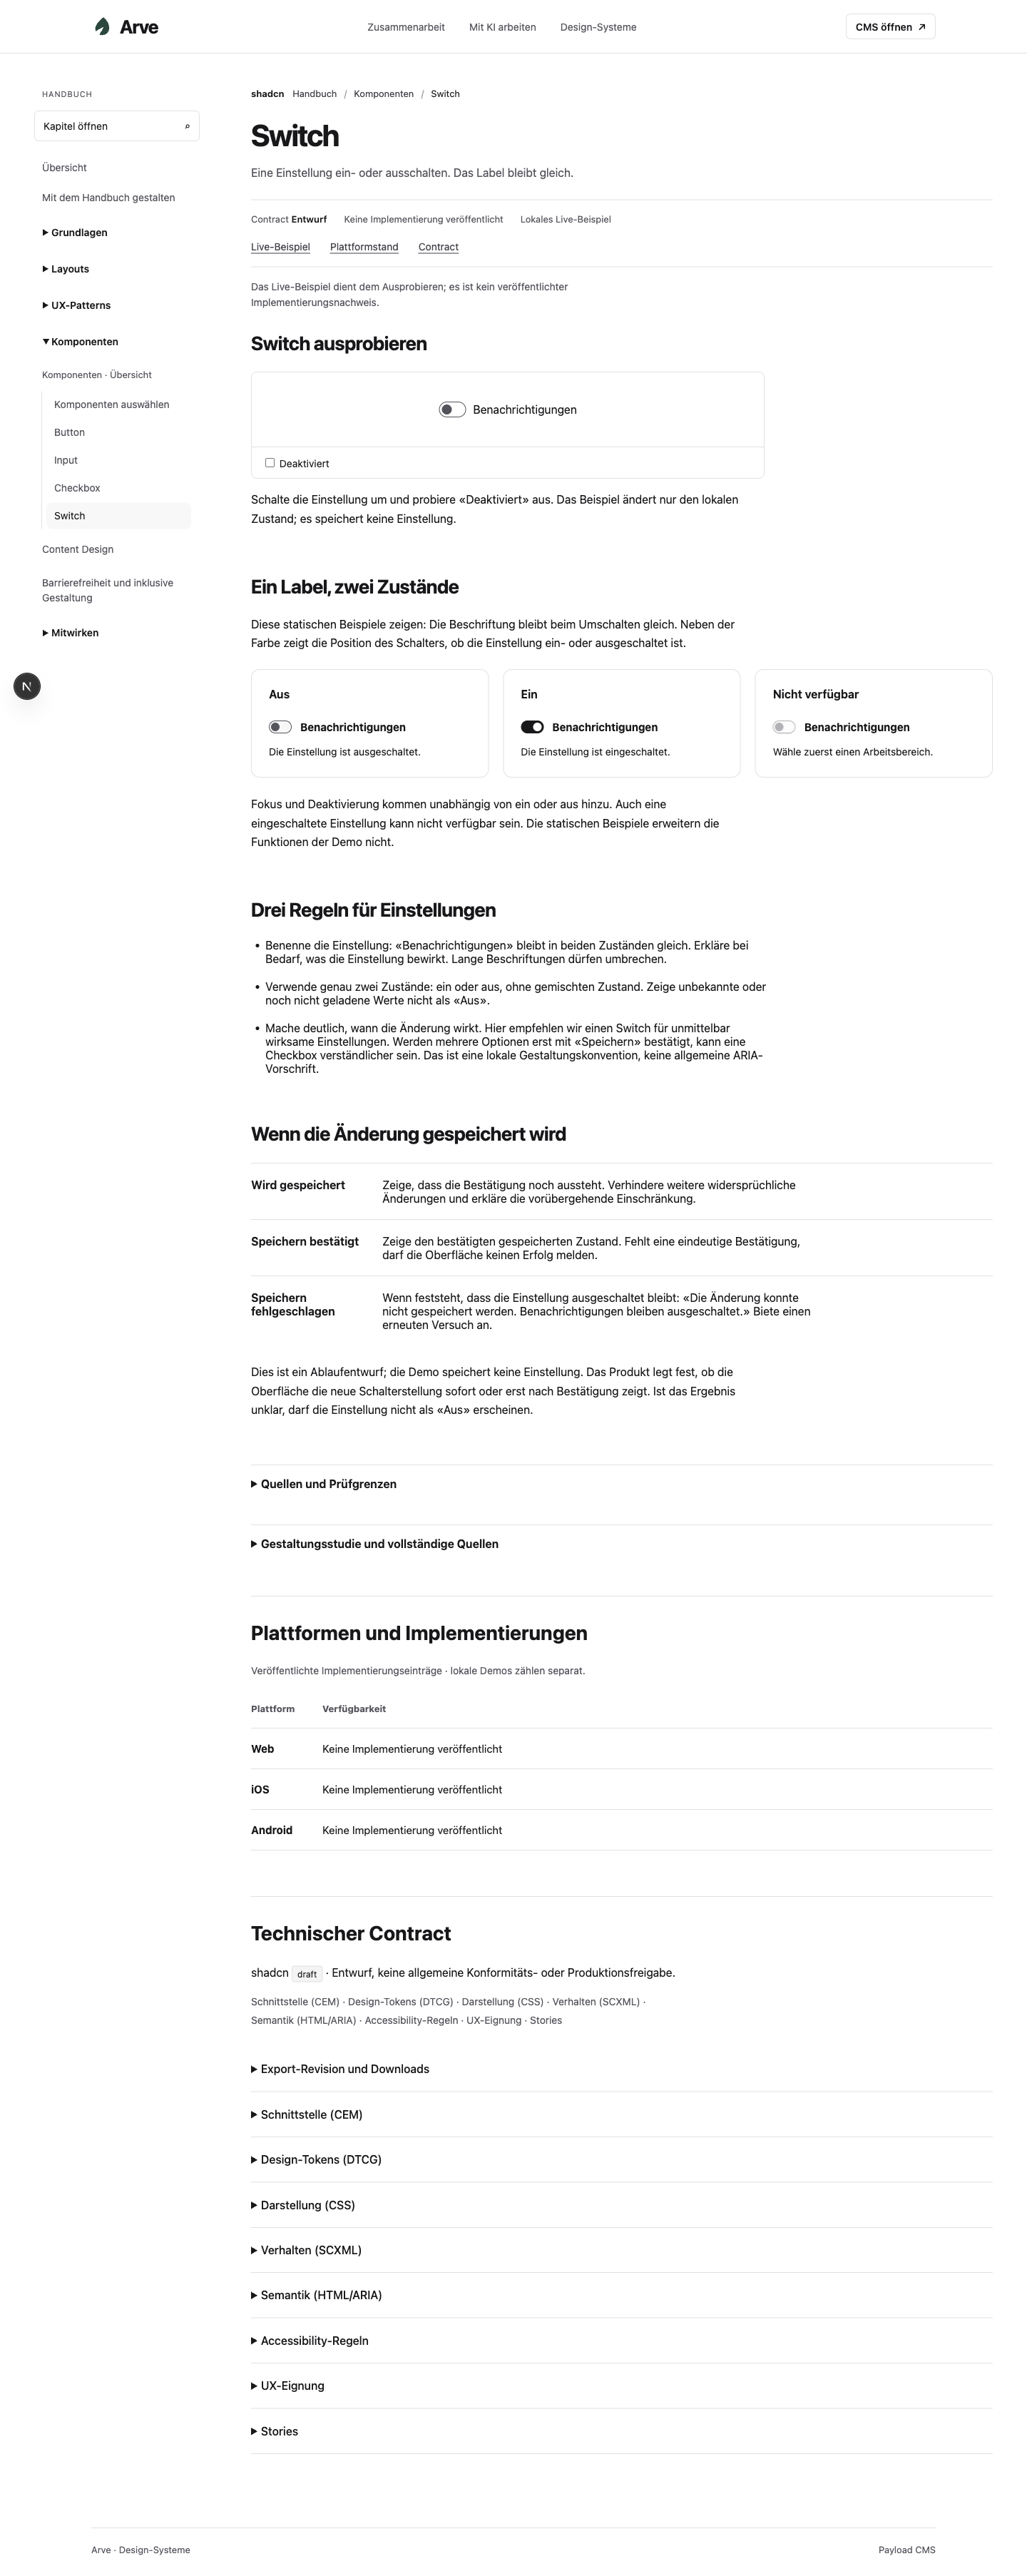 Arve
Zusammenarbeit
Mit KI arbeiten
Design-Systeme
CMS öffnen ↗
HANDBUCH
Kapitel öffnen
Übersicht
Mit dem Handbuch gestalten
▶ Grundlagen
▶ Layouts
▶ UX-Patterns
▼ Komponenten
Komponenten · Übersicht
Komponenten auswählen
Button
Input
Checkbox
Switch
Content Design
Barrierefreiheit und inklusive
Gestaltung
▶ Mitwirken
N
shadcn Handbuch / Komponenten / Switch
Switch
Eine Einstellung ein- oder ausschalten. Das Label bleibt gleich.
Contract Entwurf
Keine Implementierung veröffentlicht
Lokales Live-Beispiel
Live-Beispiel
Plattformstand
Contract
Das Live-Beispiel dient dem Ausprobieren; es ist kein veröffentlichter
Implementierungsnachweis.
Switch ausprobieren
Benachrichtigungen
Deaktiviert
Schalte die Einstellung um und probiere «Deaktiviert» aus. Das Beispiel ändert nur den lokalen
Zustand; es speichert keine Einstellung.
Ein Label, zwei Zustände
Diese statischen Beispiele zeigen: Die Beschriftung bleibt beim Umschalten gleich. Neben der
Farbe zeigt die Position des Schalters, ob die Einstellung ein- oder ausgeschaltet ist.
Aus
Benachrichtigungen
Die Einstellung ist ausgeschaltet.
Ein
Benachrichtigungen
Die Einstellung ist eingeschaltet.
Nicht verfügbar
Benachrichtigungen
Wähle zuerst einen Arbeitsbereich.
Fokus und Deaktivierung kommen unabhängig von ein oder aus hinzu. Auch eine
eingeschaltete Einstellung kann nicht verfügbar sein. Die statischen Beispiele erweitern die
Funktionen der Demo nicht.
Drei Regeln für Einstellungen
• Benenne die Einstellung: «Benachrichtigungen» bleibt in beiden Zuständen gleich. Erkläre bei
Bedarf, was die Einstellung bewirkt. Lange Beschriftungen dürfen umbrechen.
• Verwende genau zwei Zustände: ein oder aus, ohne gemischten Zustand. Zeige unbekannte oder
noch nicht geladene Werte nicht als «Aus».
• Mache deutlich, wann die Änderung wirkt. Hier empfehlen wir einen Switch für unmittelbar
wirksame Einstellungen. Werden mehrere Optionen erst mit «Speichern» bestätigt, kann eine
Checkbox verständlicher sein. Das ist eine lokale Gestaltungskonvention, keine allgemeine ARIA-
Vorschrift.
Wenn die Änderung gespeichert wird
Wird gespeichert
Zeige, dass die Bestätigung noch aussteht. Verhindere weitere widersprüchliche
Änderungen und erkläre die vorübergehende Einschränkung.
Speichern bestätigt
Zeige den bestätigten gespeicherten Zustand. Fehlt eine eindeutige Bestätigung,
darf die Oberfläche keinen Erfolg melden.
Speichern
fehlgeschlagen
Wenn feststeht, dass die Einstellung ausgeschaltet bleibt: «Die Änderung konnte
nicht gespeichert werden. Benachrichtigungen bleiben ausgeschaltet.» Biete einen
erneuten Versuch an.
Dies ist ein Ablaufentwurf; die Demo speichert keine Einstellung. Das Produkt legt fest, ob die
Oberfläche die neue Schalterstellung sofort oder erst nach Bestätigung zeigt. Ist das Ergebnis
unklar, darf die Einstellung nicht als «Aus» erscheinen.
▶ Quellen und Prüfgrenzen
▶ Gestaltungsstudie und vollständige Quellen
Plattformen und Implementierungen
Veröffentlichte Implementierungseinträge · lokale Demos zählen separat.
Plattform Verfügbarkeit
Web Keine Implementierung veröffentlicht
iOS Keine Implementierung veröffentlicht
Android Keine Implementierung veröffentlicht
Technischer Contract
shadcn draft · Entwurf, keine allgemeine Konformitäts- oder Produktionsfreigabe.
Schnittstelle (CEM) · Design-Tokens (DTCG) · Darstellung (CSS) · Verhalten (SCXML) ·
Semantik (HTML/ARIA) · Accessibility-Regeln · UX-Eignung · Stories
▶ Export-Revision und Downloads
▶ Schnittstelle (CEM)
▶ Design-Tokens (DTCG)
▶ Darstellung (CSS)
▶ Verhalten (SCXML)
▶ Semantik (HTML/ARIA)
▶ Accessibility-Regeln
▶ UX-Eignung
▶ Stories
Arve · Design-Systeme
Payload CMS